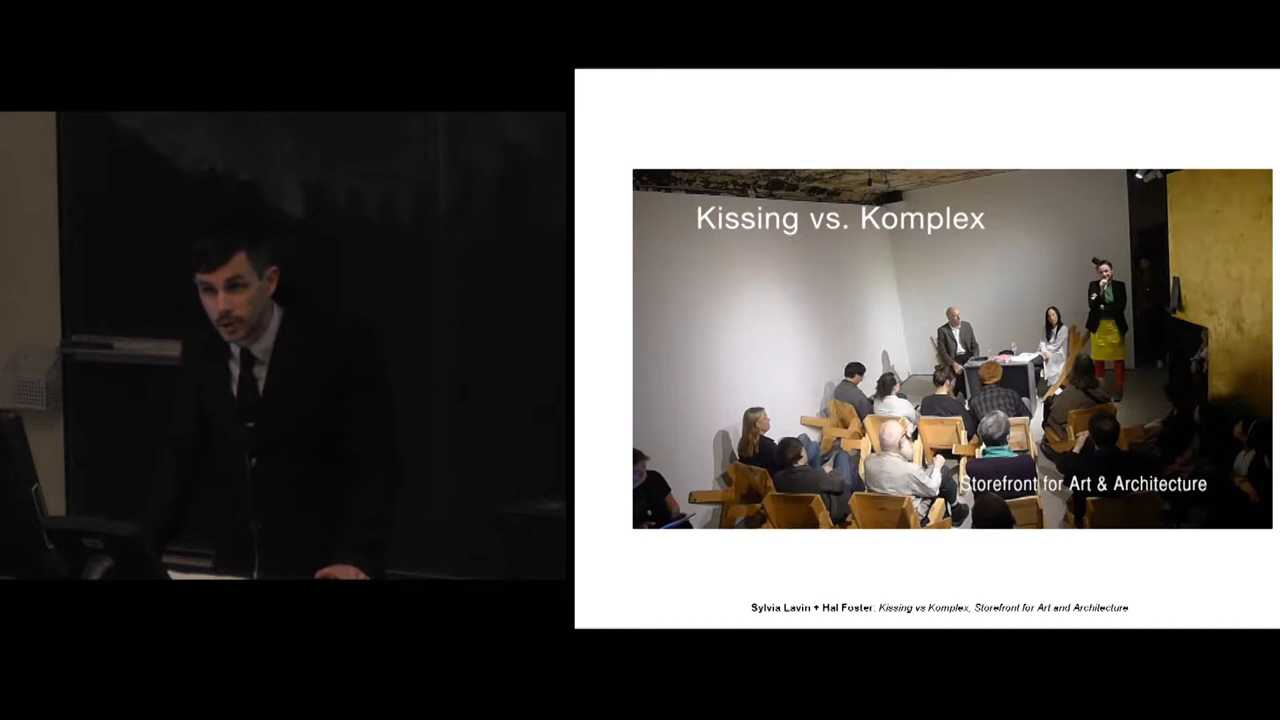 Kissing vs. Komplex
Storefront for Art & Architecture
Sylvia Lavin + Hal Foster: Kissing vs Komplex, Storefront for Art and Architecture